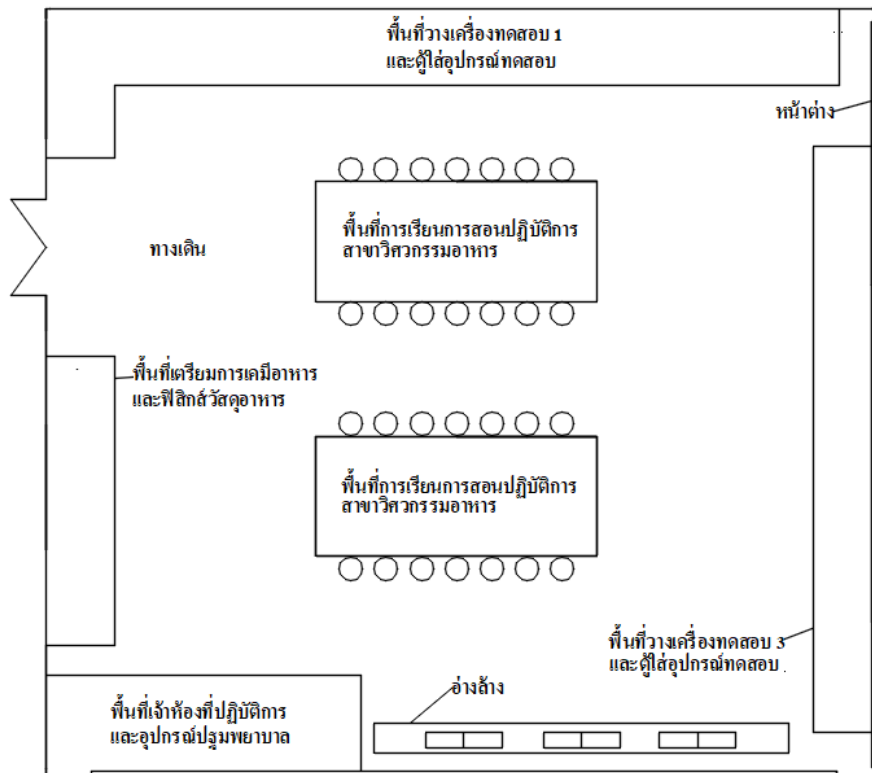 พื้นที่วางเครื่องทดสอบ 1
และตู้ใส่อุปกรณ์ทดสอบ
หน้าต่าง
พื้นที่การเรียนการสอนปฏิบัติการ
สาขาวิศวกรรมอาหาร
ทางเดิน
พื้นที่เตรียมการเคมีอาหาร
และฟิสิกส์วัสดุอาหาร
พื้นที่การเรียนการสอนปฏิบัติการ
สาขาวิศวกรรมอาหาร
พื้นที่วางเครื่องทดสอบ 3
และตู้ใส่อุปกรณ์ทดสอบ
อ่างล้าง
พื้นที่เจ้าห้องที่ปฏิบัติการ
และอุปกรณ์ปฐมพยาบาล